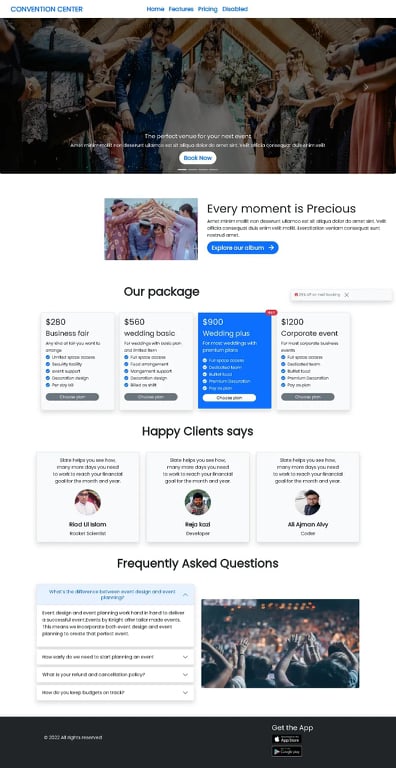 CONVENTION CENTER
Home Features Pricing Disabled
The perfect venue for your next event.
Amet minim mollit non deserunt ullamco est sit aliqua dolor do amet sint. Velit officia consequat duis enim velit
Book Now
Every moment is Precious
Amet minim mollit non deserunt ullamco est sit aliqua dolor do amet sint. Velit
officia consequat duis enim velit mollit. Exercitation veniam consequat sunt
nostrud amet.
Explore our album
Our package
25% off on next booking
$280
Business fair
Any kind of fair you want to
arrange
Limited space access
Security facility
event support
Decoration design
Per day bill
Choose plan
$560
wedding basic
For weddings with basic plan
and limited item
Full space access
Food arrangement
Mangement support
Decoration design
Billed as shift
Choose plan
HOT
$900
Wedding plus
For most weddings with
premium plans
Full space access
Dedicated team
Buffet food
Premium Decoration
Pay as plan
Choose plan
$1200
Corporate event
For most corporate business
events
Full space access
Dedicated team
Buffet food
Premium Decoration
Pay as plan
Choose plan
Happy Clients says
Slate helps you see how,
many more days you need
to work to reach your financial
goal for the month and year.
Riad Ul Islam
Rocket Scientist
Slate helps you see how,
many more days you need
to work to reach your financial
goal for the month and year.
Reja kazi
Developer
Slate helps you see how,
many more days you need
to work to reach your financial
goal for the month and year.
Ali Ajman Alvy
Coder
Frequently Asked Questions
What's the difference between event design and event
planning?
Event design and event planning work hand in hand to deliver
a successful event.Events by Knight offer tailormade events.
This means we incorporate both event design and event
planning to create that perfect event.
How early do we need to start planning an event
What is your refund and cancellation policy?
How do you keep budgets on track?
© 2022 All rights reserved
Get the App
App Store
Google play